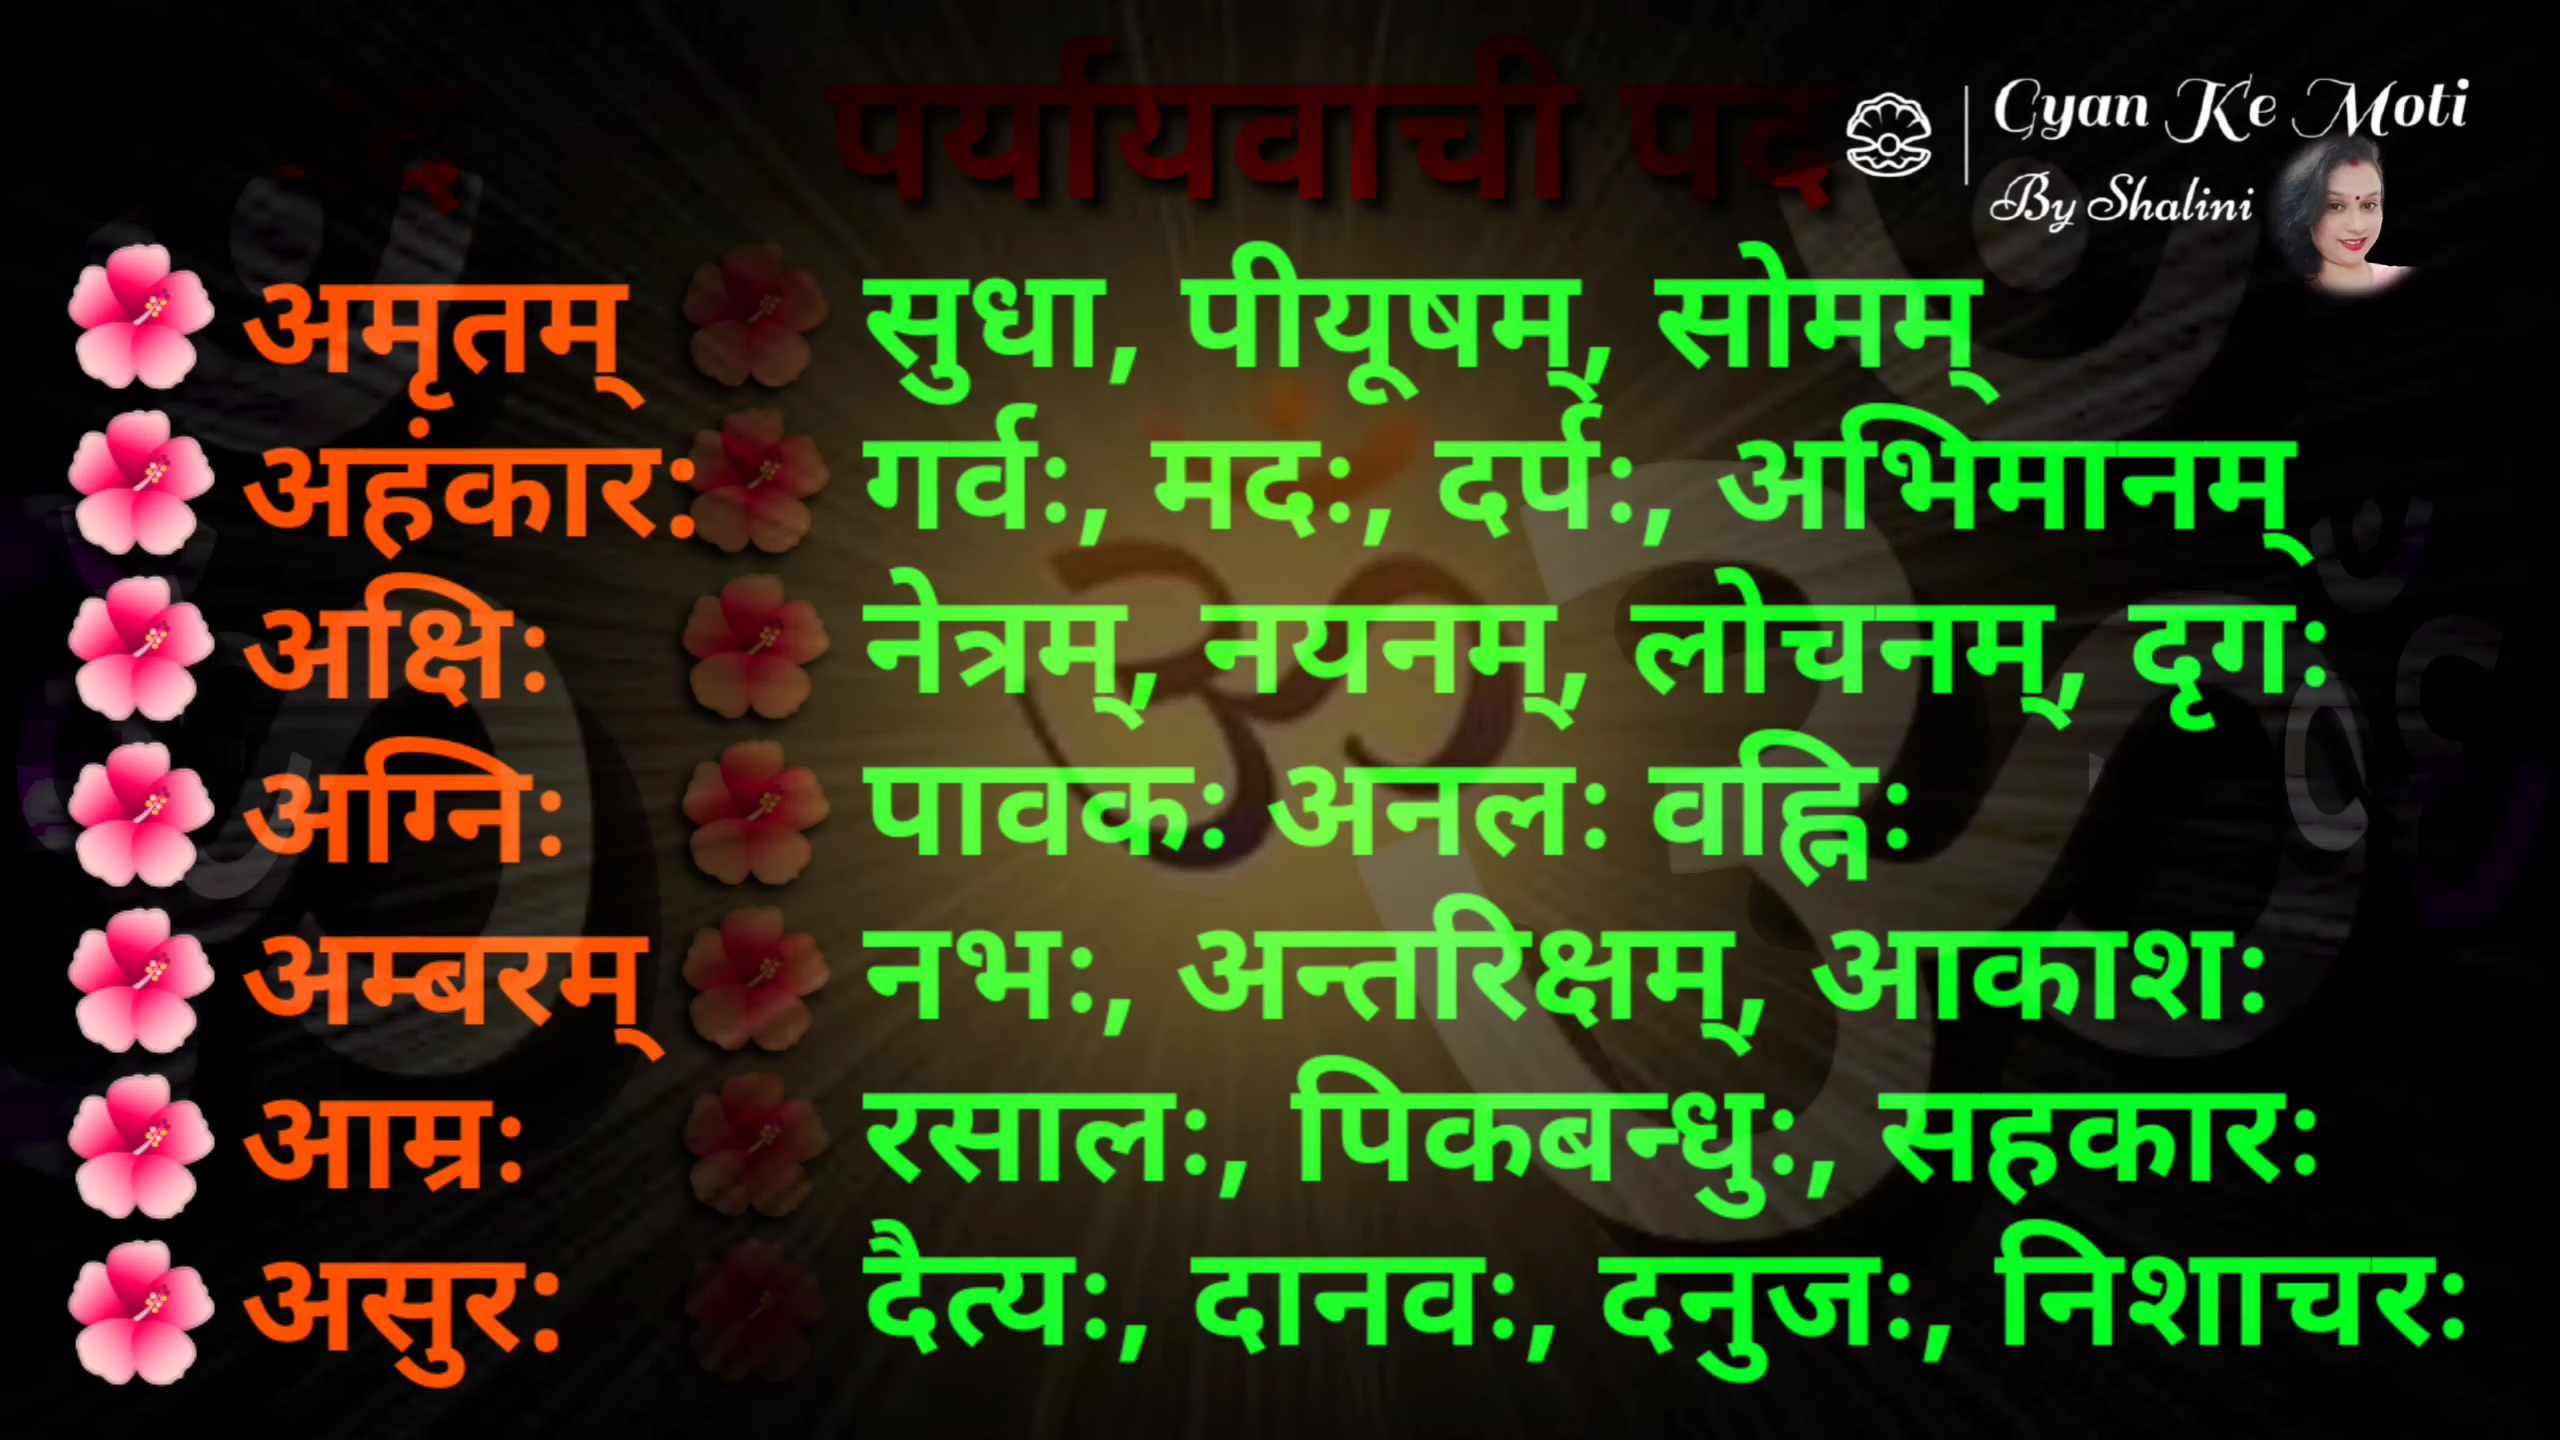 पर्यायवाची पद
Gyan Ke Moti
By Shalini
अमृतम् सुधा, पीयूषम्, सोमम्
अहंकार: गर्वः, मदः, दर्पः, अभिमानम्
अक्षिः नेत्रम्, नयनम्, लोचनम्, दृगः
अग्निः पावकः अनलः वह्निः
अम्बरम् नभः, अन्तरिक्षम्, आकाशः
आम्रः रसालः, पिकबन्धुः, सहकारः
असुर: दैत्यः, दानवः, दनुजः, निशाचरः